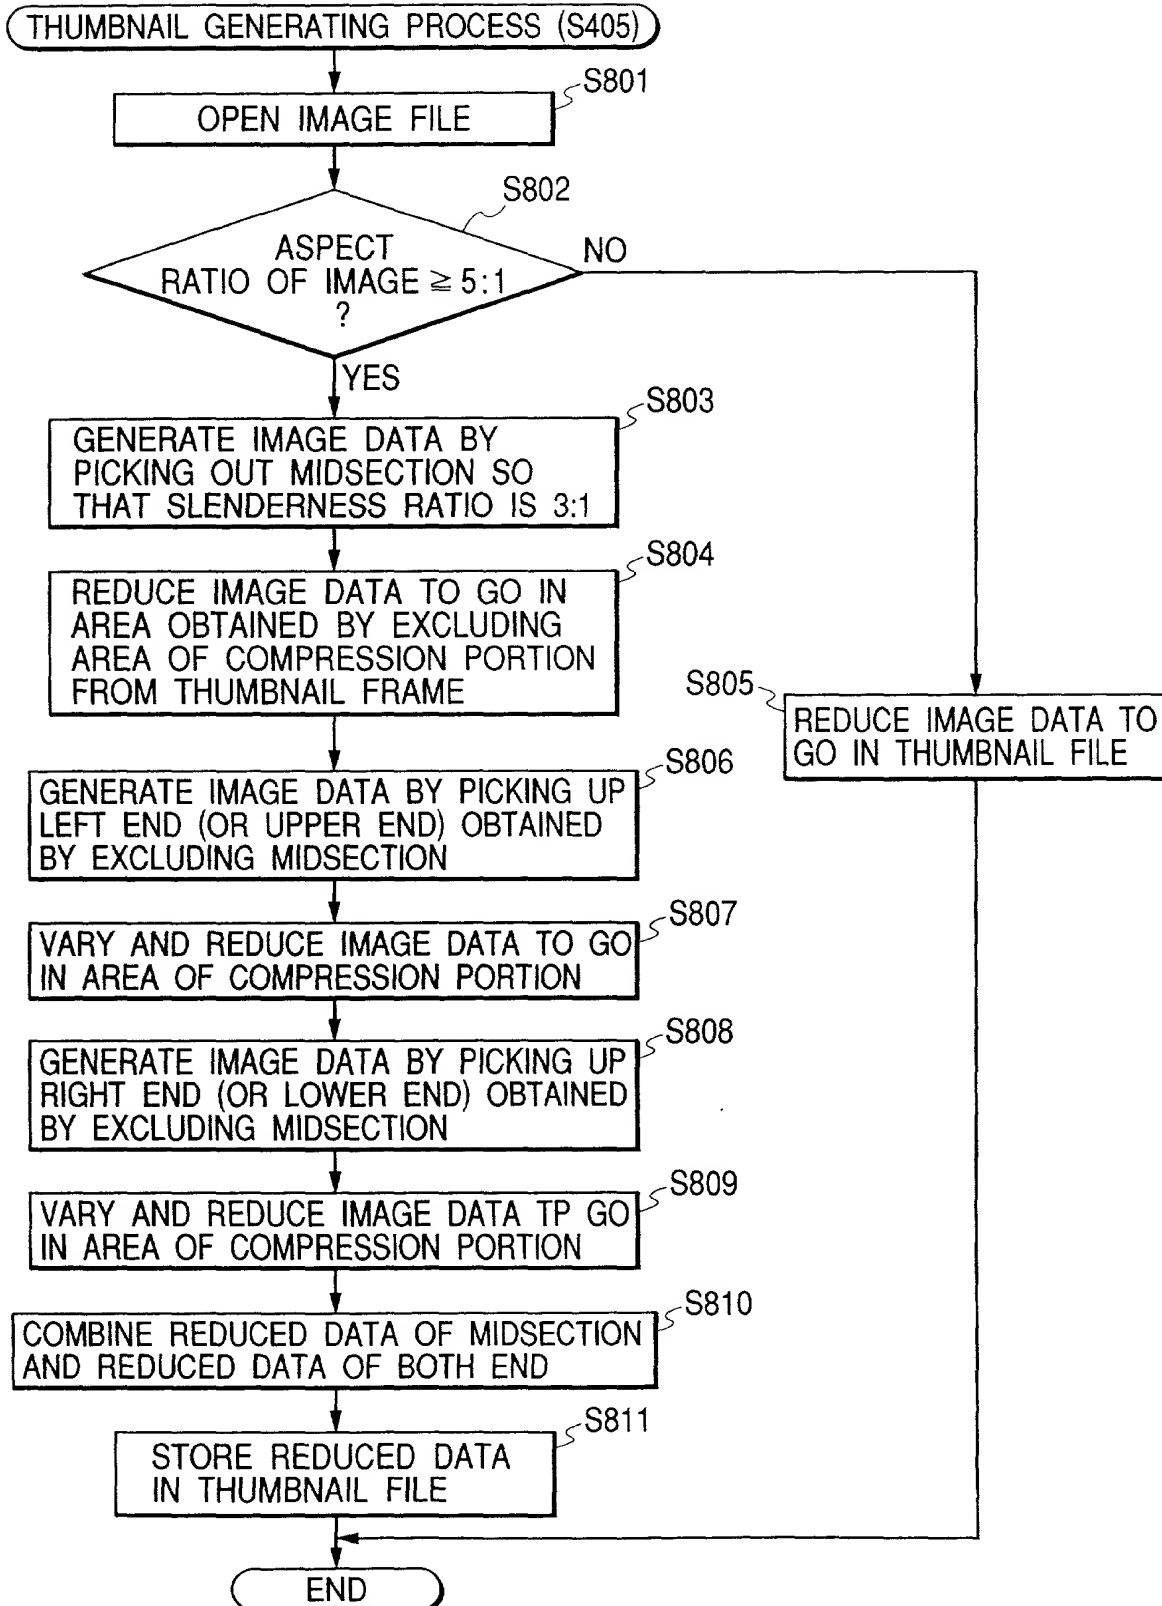 THUMBNAIL GENERATING PROCESS (S405)
S801
OPEN IMAGE FILE
S802
ASPECT
RATIO OF IMAGE ≧ 5:1
?
NO
YES
S803
GENERATE IMAGE DATA BY
PICKING OUT MIDSECTION SO
THAT SLENDERNESS RATIO IS 3:1
S804
REDUCE IMAGE DATA TO GO IN
AREA OBTAINED BY EXCLUDING
AREA OF COMPRESSION PORTION
FROM THUMBNAIL FRAME
S805
REDUCE IMAGE DATA TO
GO IN THUMBNAIL FILE
S806
GENERATE IMAGE DATA BY PICKING UP
LEFT END (OR UPPER END) OBTAINED
BY EXCLUDING MIDSECTION
S807
VARY AND REDUCE IMAGE DATA TO GO
IN AREA OF COMPRESSION PORTION
S808
GENERATE IMAGE DATA BY PICKING UP
RIGHT END (OR LOWER END) OBTAINED
BY EXCLUDING MIDSECTION
S809
VARY AND REDUCE IMAGE DATA TP GO
IN AREA OF COMPRESSION PORTION
S810
COMBINE REDUCED DATA OF MIDSECTION
AND REDUCED DATA OF BOTH END
S811
STORE REDUCED DATA
IN THUMBNAIL FILE
END